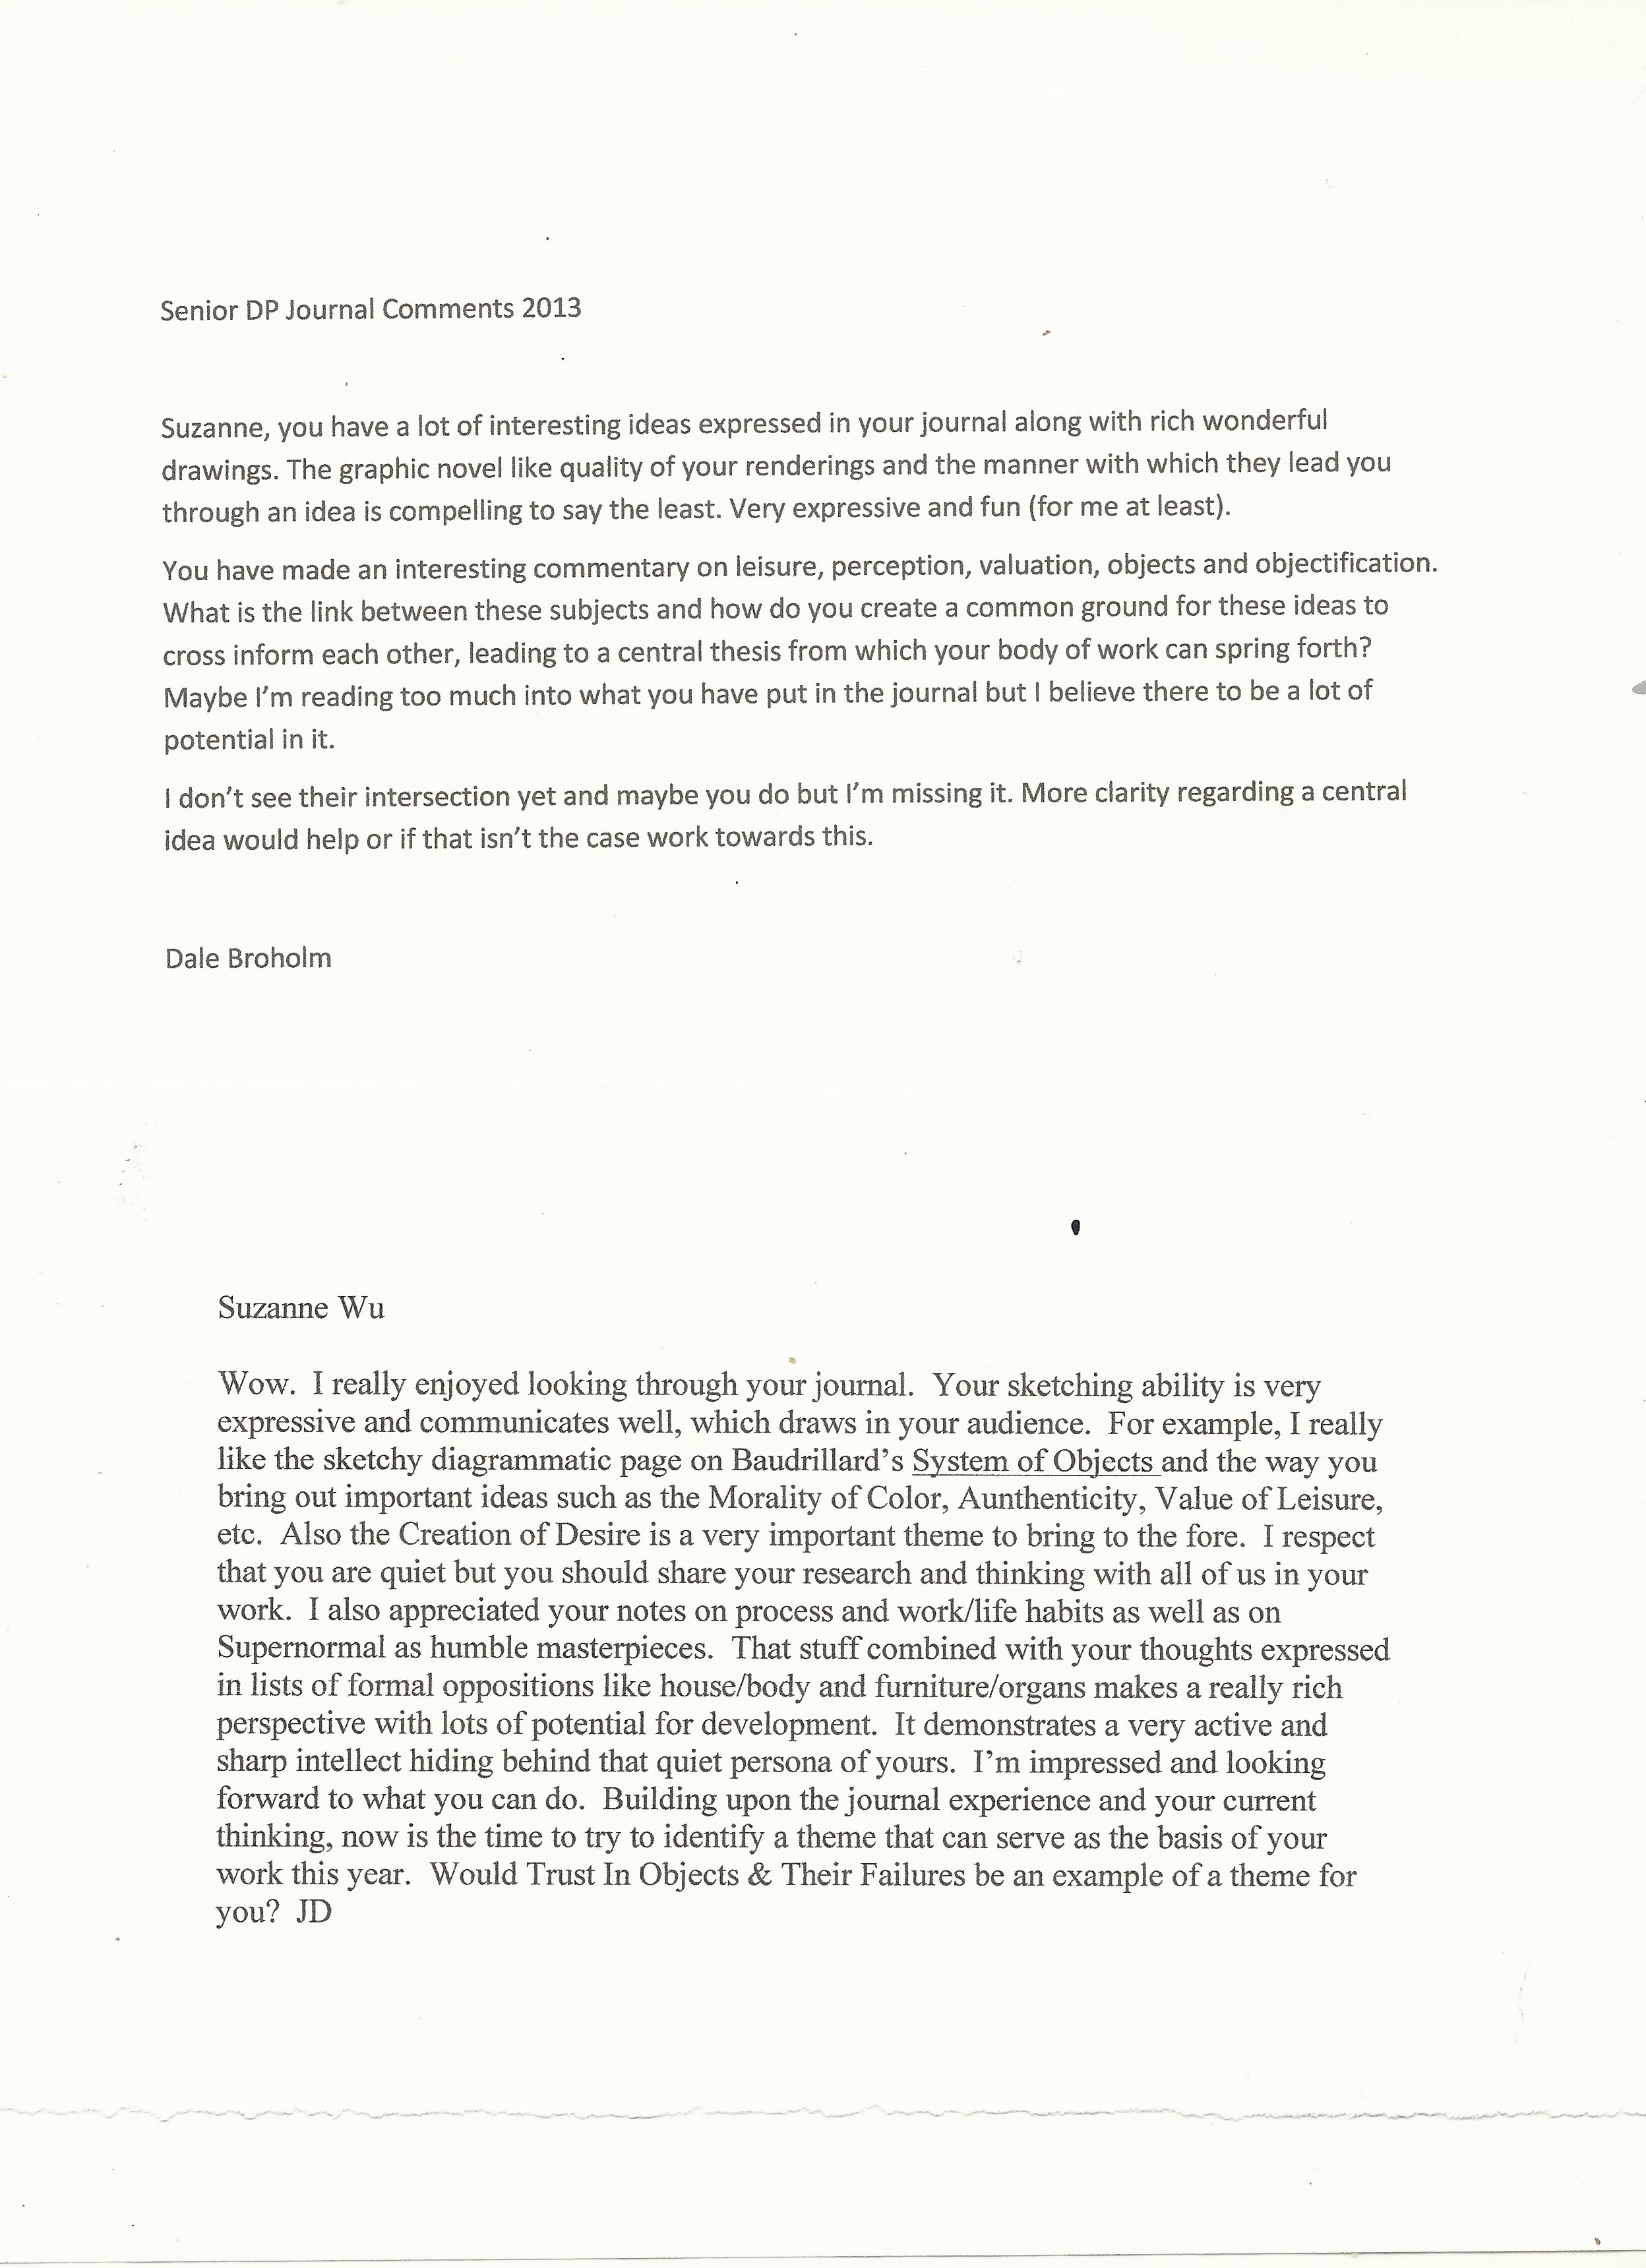 Senior DP Journal Comments 2013
Suzanne, you have a lot of interesting ideas expressed in your journal along with rich wonderful
drawings. The graphic novel like quality of your renderings and the manner with which they lead you
through an idea is compelling to say the least. Very expressive and fun (for me at least).
You have made an interesting commentary on leisure, perception, valuation, objects and objectification.
What is the link between these subjects and how do you create a common ground for these ideas to
cross inform each other, leading to a central thesis from which your body of work can spring forth?
Maybe I'm reading too much into what you have put in the journal but I believe there to be a lot of
potential in it.
I don't see their intersection yet and maybe you do but I'm missing it. More clarity regarding a central
idea would help or if that isn't the case work towards this.
Dale Broholm
Suzanne Wu
Wow.  I really enjoyed looking through your journal.  Your sketching ability is very
expressive and communicates well, which draws in your audience.  For example, I really
like the sketchy diagrammatic page on Baudrillard's System of Objects and the way you
bring out important ideas such as the Morality of Color, Aunthenticity, Value of Leisure,
etc.  Also the Creation of Desire is a very important theme to bring to the fore.  I respect
that you are quiet but you should share your research and thinking with all of us in your
work.  I also appreciated your notes on process and work/life habits as well as on
Supernormal as humble masterpieces.  That stuff combined with your thoughts expressed
in lists of formal oppositions like house/body and furniture/organs makes a really rich
perspective with lots of potential for development.  It demonstrates a very active and
sharp intellect hiding behind that quiet persona of yours.  I'm impressed and looking
forward to what you can do.  Building upon the journal experience and your current
thinking, now is the time to try to identify a theme that can serve as the basis of your
work this year.  Would Trust In Objects & Their Failures be an example of a theme for
you?  JD